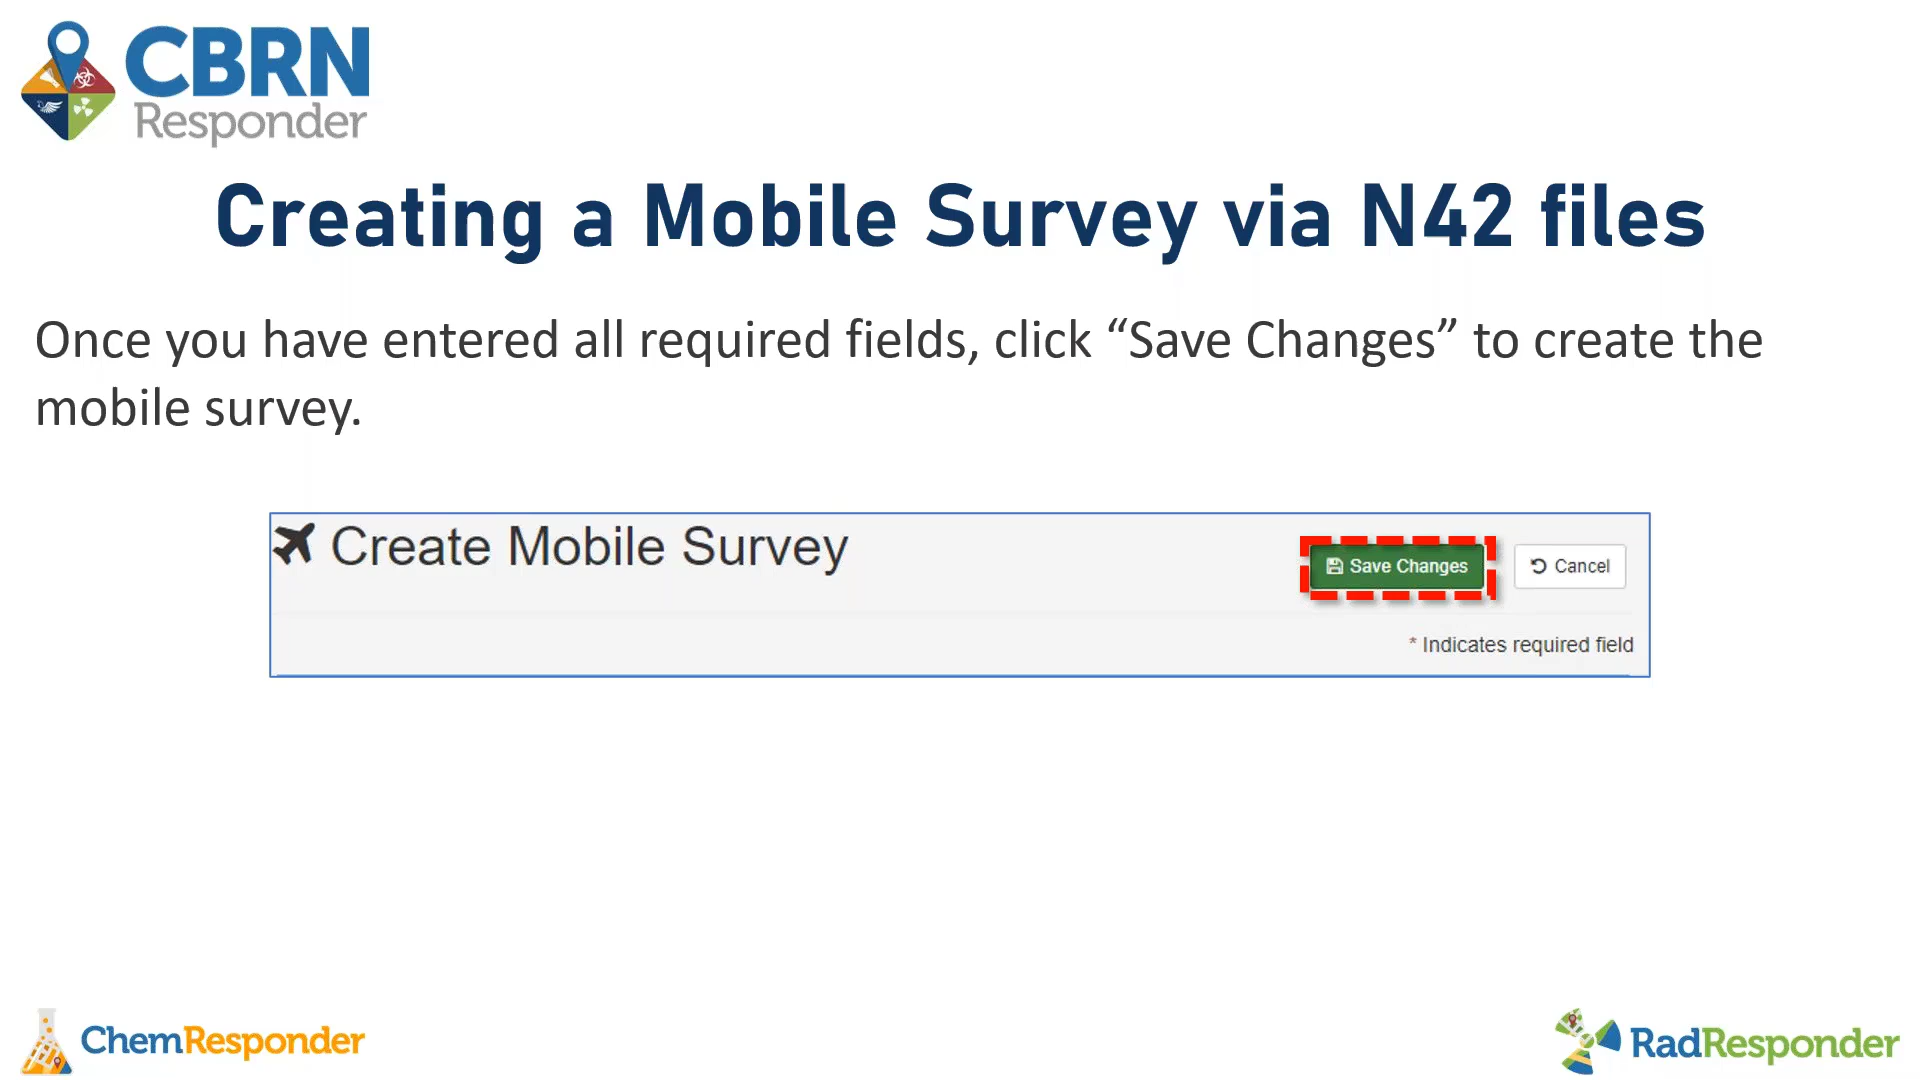 CBRN
Responder
Creating a Mobile Survey via N42 files
Once you have entered all required fields, click “Save Changes” to create the
mobile survey.
Create Mobile Survey
Save Changes
Cancel
* Indicates required field
ChemResponder
RadResponder